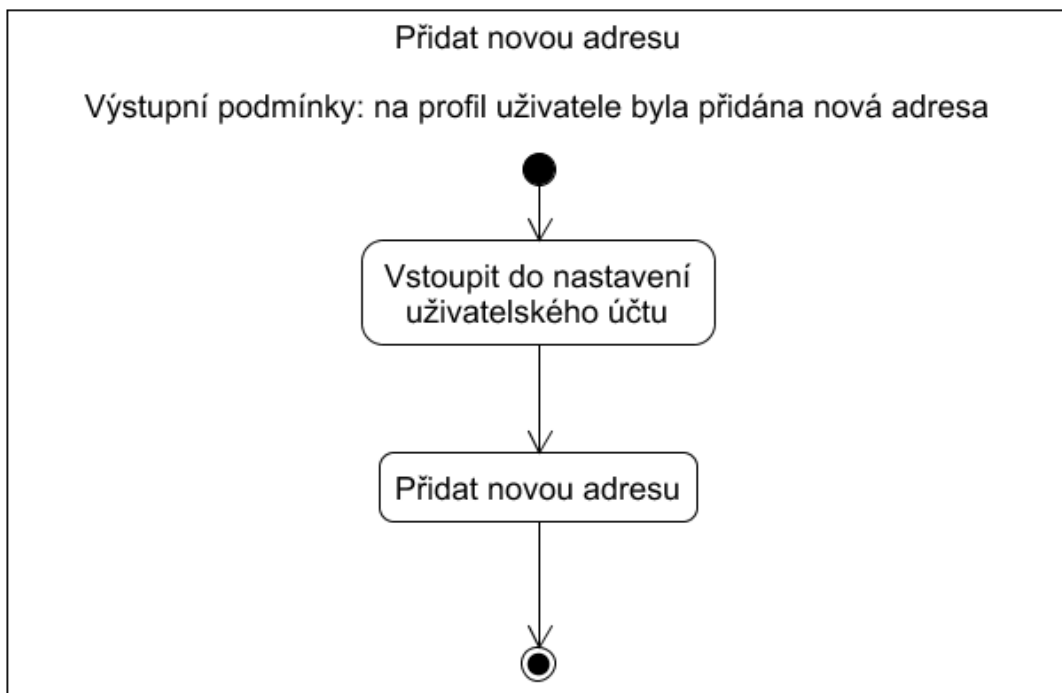 Přidat novou adresu
Výstupní podmínky: na profil uživatele byla přidána nová adresa
Vstoupit do nastavení
uživatelského účtu
Přidat novou adresu